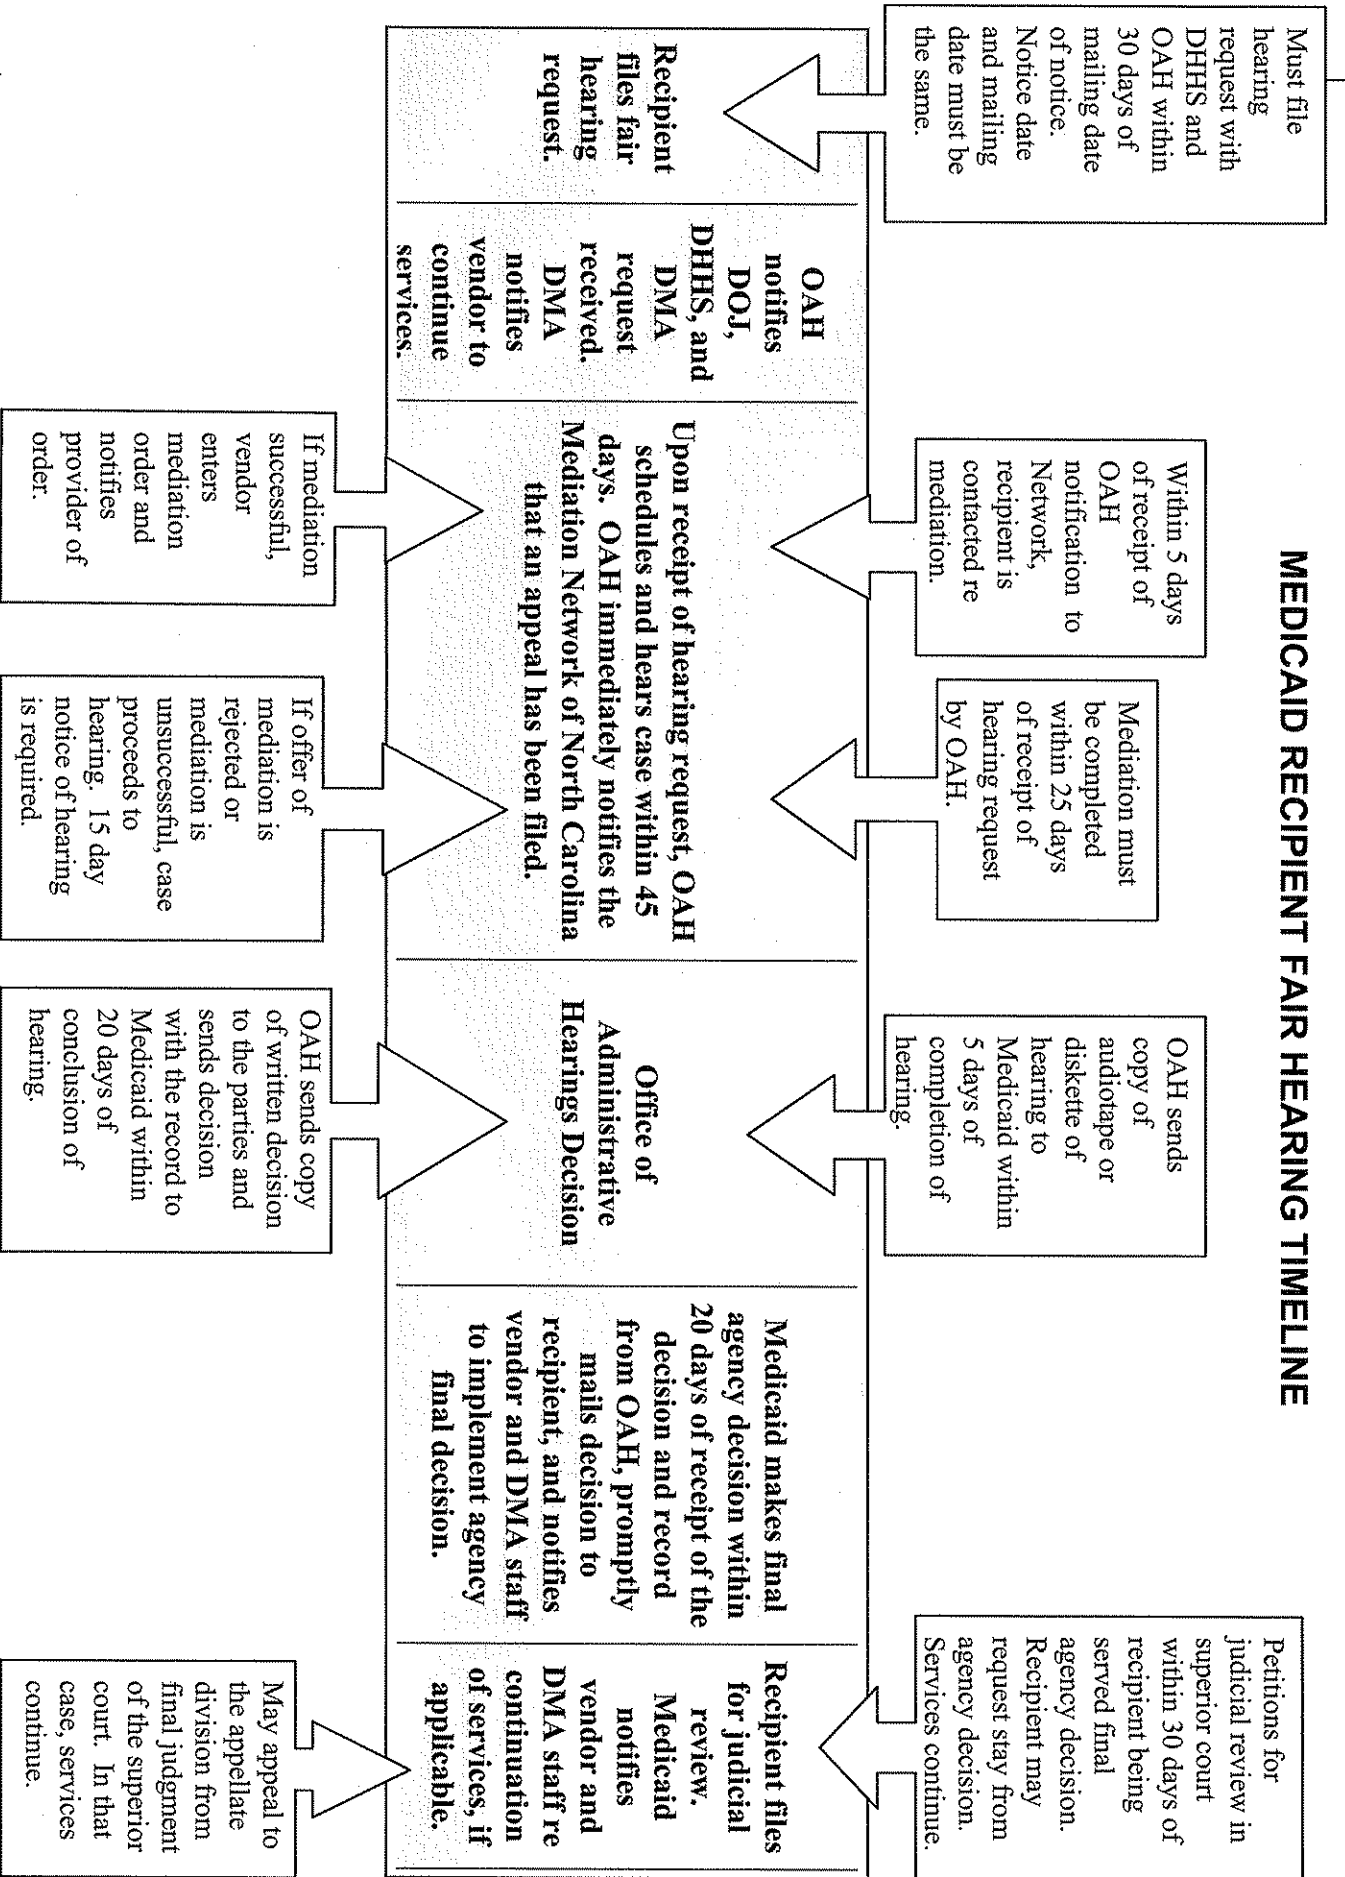 MEDICAID RECIPIENT FAIR HEARING TIMELINE
Must file
hearing
request with
DHHS and
OAH within
30 days of
mailing date
of notice.
Notice date
and mailing
date must be
the same.
Within 5 days
of receipt of
OAH
notification to
Network,
recipient is
contacted re
mediation.
Mediation must
be completed
within 25 days
of receipt of
hearing request
by OAH.
OAH sends
copy of
audiotape or
diskette of
hearing to
Medicaid within
5 days of
completion of
hearing.
Petitions for
judicial review in
superior court
within 30 days of
recipient being
served final
agency decision.
Recipient may
request stay from
agency decision.
Services continue.
Recipient
files fair
hearing
request.
OAH
notifies
DOJ,
DHHS, and
DMA
request
received.
DMA
notifies
vendor to
continue
services.
Upon receipt of hearing request, OAH
schedules and hears case within 45
days. OAH immediately notifies the
Mediation Network of North Carolina
that an appeal has been filed.
Office of
Administrative
Hearings Decision
Medicaid makes final
agency decision within
20 days of receipt of the
decision and record
from OAH, promptly
mails decision to
recipient, and notifies
vendor and DMA staff
to implement agency
final decision.
Recipient files
for judicial
review.
Medicaid
notifies
vendor and
DMA staff re
continuation
of services, if
applicable.
If mediation
successful,
vendor
enters
mediation
order and
notifies
provider of
order.
If offer of
mediation is
rejected or
mediation is
unsuccessful, case
proceeds to
hearing. 15 day
notice of hearing
is required.
OAH sends copy
of written decision
to the parties and
sends decision
with the record to
Medicaid within
20 days of
conclusion of
hearing.
May appeal to
the appellate
division from
final judgment
of the superior
court. In that
case, services
continue.